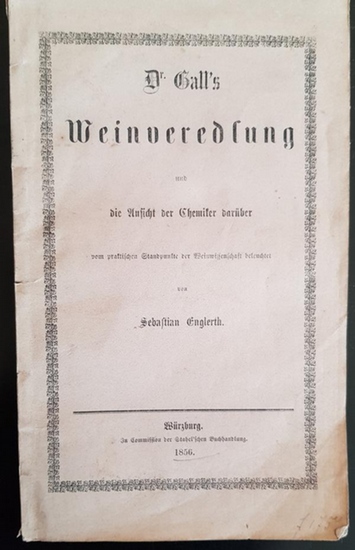 Dr. Gall's
Weinveredlung
und
die Ansicht der Chemiker darüber
vom praktischen Standpunkte der beleuchtet
von
Sebastian Englerth.
Würzburg.
In Commission der Stahel'schen Buchhandlung.
1856.